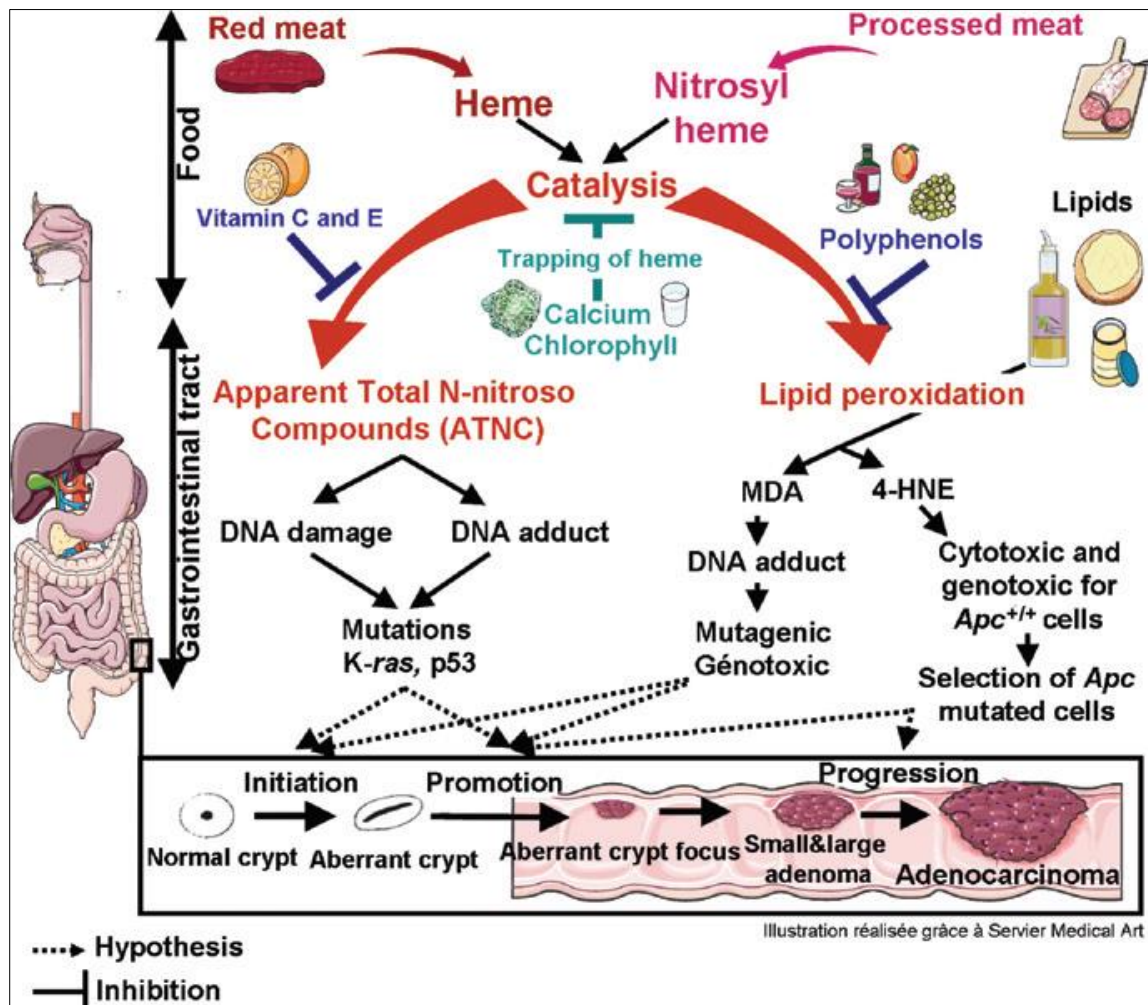 Red meat
Processed meat
Heme
Nitrosyl
heme
Food
Catalysis
Vitamin C and E
Polyphenols
Lipids
Trapping of heme
Calcium
Chlorophyll
Gastrointestinal tract
Apparent Total N-nitroso
Compounds (ATNC)
Lipid peroxidation
MDA
4-HNE
DNA damage
DNA adduct
DNA adduct
Cytotoxic and
genotoxic for
Apc+/+ cells
Mutations
K-ras, p53
Mutagenic
Génotoxic
Selection of Apc
mutated cells
Initiation
Promotion
Progression
Normal crypt
Aberrant crypt
Aberrant crypt focus
Small&large
adenoma
Adenocarcinoma
Illustration réalisée grâce à Servier Medical Art
Hypothesis
Inhibition